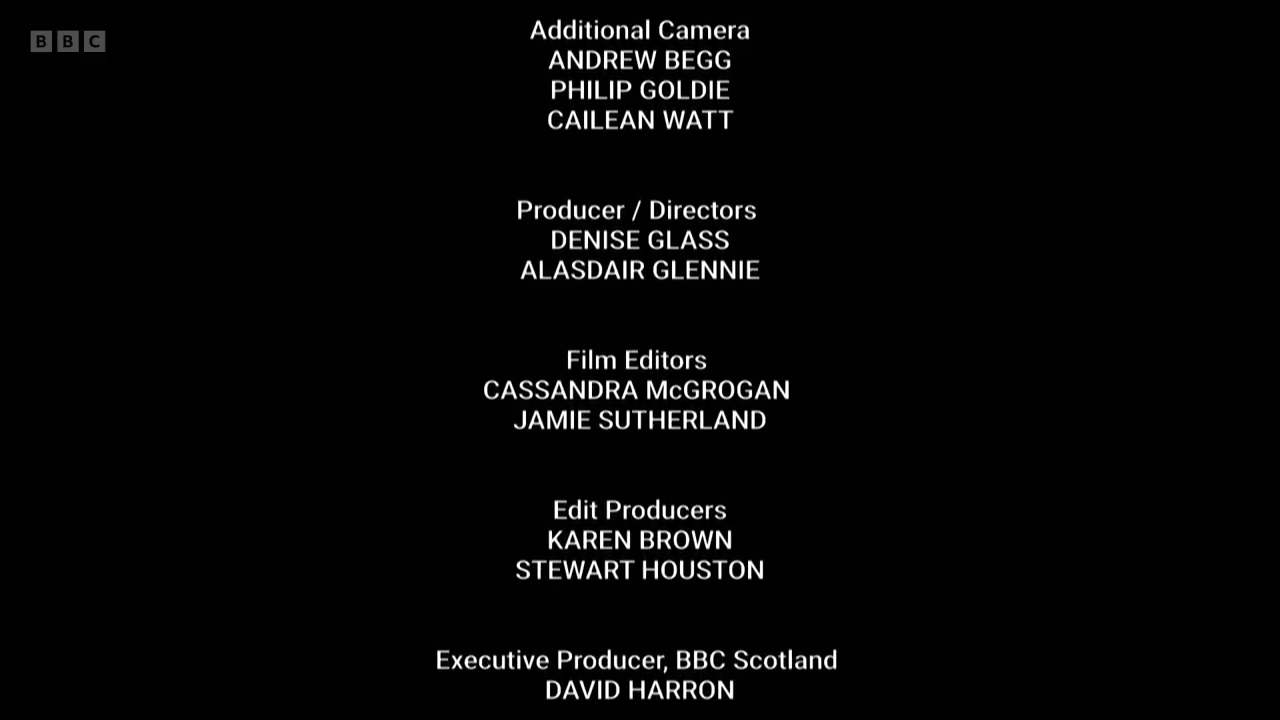 BBC
Additional Camera
ANDREW BEGG
PHILIP GOLDIE
CAILEAN WATT
Producer / Directors
DENISE GLASS
ALASDAIR GLENNIE
Film Editors
CASSANDRA McGROGAN
JAMIE SUTHERLAND
Edit Producers
KAREN BROWN
STEWART HOUSTON
Executive Producer, BBC Scotland
DAVID HARRON